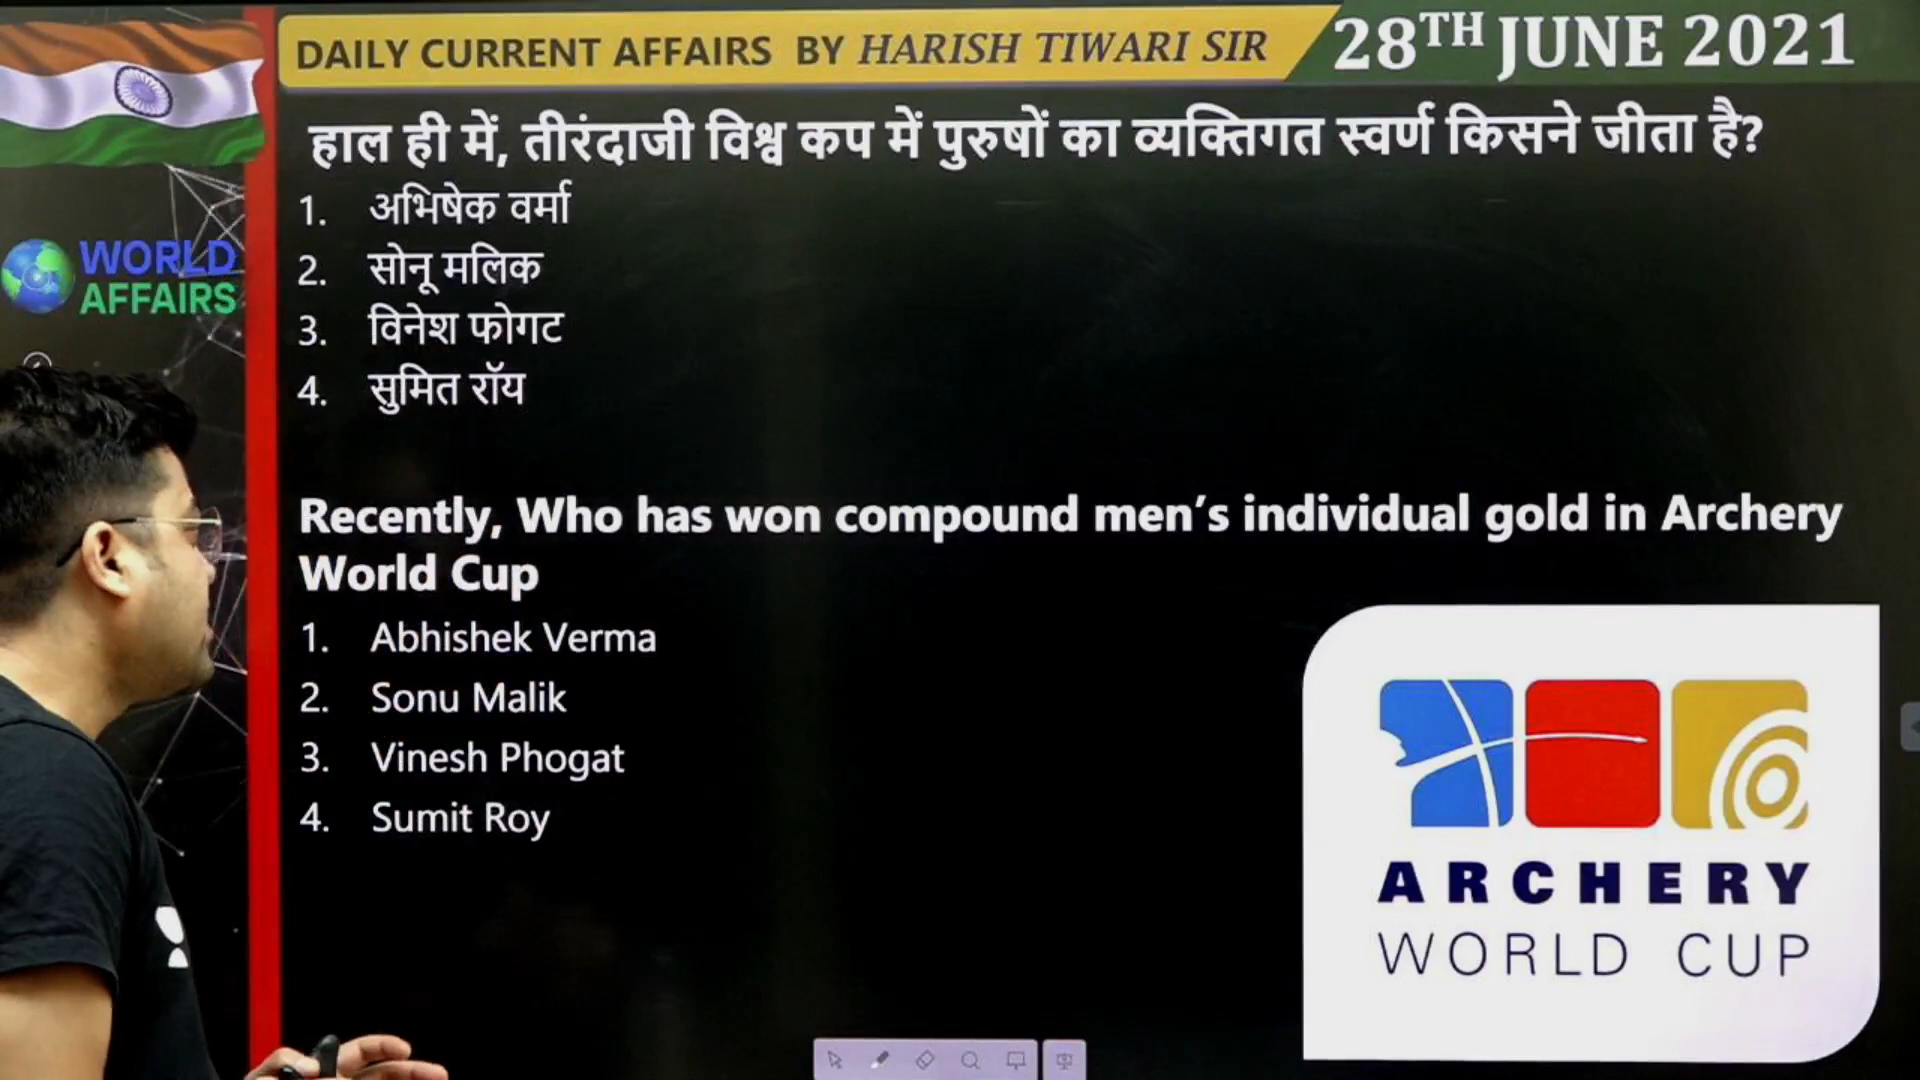 DAILY CURRENT AFFAIRS BY HARISH TIWARI SIR
28TH JUNE 2021
हाल ही में, तीरंदाजी विश्व कप में पुरुषों का व्यक्तिगत स्वर्ण किसने जीता है?
1. अभिषेक वर्मा
2. सोनू मलिक
3. विनेश फोगट
4. सुमित रॉय
WORLD
AFFAIRS
Recently, Who has won compound men’s individual gold in Archery
World Cup
1. Abhishek Verma
2. Sonu Malik
3. Vinesh Phogat
4. Sumit Roy
ARCHERY
WORLD CUP